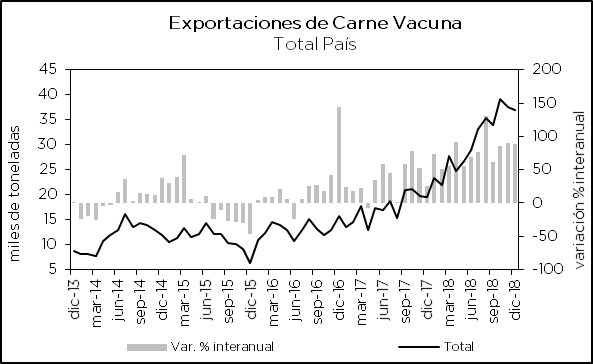 Exportaciones de Carne Vacuna
Total País
miles de toneladas
45
40
35
30
25
20
15
10
5
200
150
100
50
0
-50
-100
variación % interanual
dic-13
mar-14
jun-14
sep-14
dic-14
mar-15
jun-15
sep-15
dic-15
mar-16
jun-16
sep-16
dic-16
mar-17
jun-17
sep-17
dic-17
mar-18
jun-18
sep-18
dic-18
Var. % interanual
Total